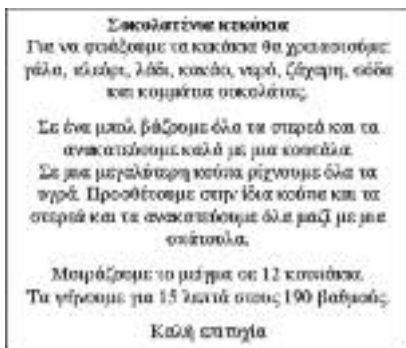 Σοκολατένια κεκάκια
Για να φτιάξουμε τα κεκάκια θα χρειαστούμε:
γάλα, αλεύρι, λάδι, κακάο, νερό, ζάχαρη, σόδα
και κομμάτια σοκολάτας.
Σε ένα μπολ βάζουμε όλα τα στερεά και τα
ανακατεύουμε καλά με μια κουτάλα.
Σε μια μεγαλύτερη κούπα ρίχνουμε όλα τα
υγρά. Προσθέτουμε στην ίδια κούπα και τα
στερεά και τα ανακατεύουμε όλα μαζί με μια
σπάτουλα.
Μοιράζουμε το μείγμα σε 12 κυπάκια.
Τα ψήνουμε για 15 λεπτά στους 190 βαθμούς.
Καλή επιτυχία